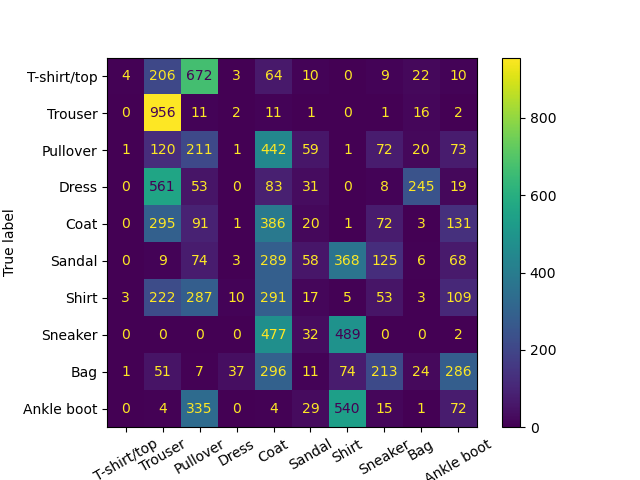 T-shirt/top 4 206 672 3 64 10 0 9 22 10
Trouser 0 956 11 2 11 1 0 1 16 2
Pullover 1 120 211 1 442 59 1 72 20 73
Dress 0 561 53 0 83 31 0 8 245 19
Coat 0 295 91 1 386 20 1 72 3 131
Sandal 0 9 74 3 289 58 368 125 6 68
Shirt 3 222 287 10 291 17 5 53 3 109
Sneaker 0 0 0 0 477 32 489 0 0 2
Bag 1 51 7 37 296 11 74 213 24 286
Ankle boot 0 4 335 0 4 29 540 15 1 72
T-shirt/top Trouser Pullover Dress Coat Sandal Shirt Sneaker Bag Ankle boot
True label
800
600
400
200
0